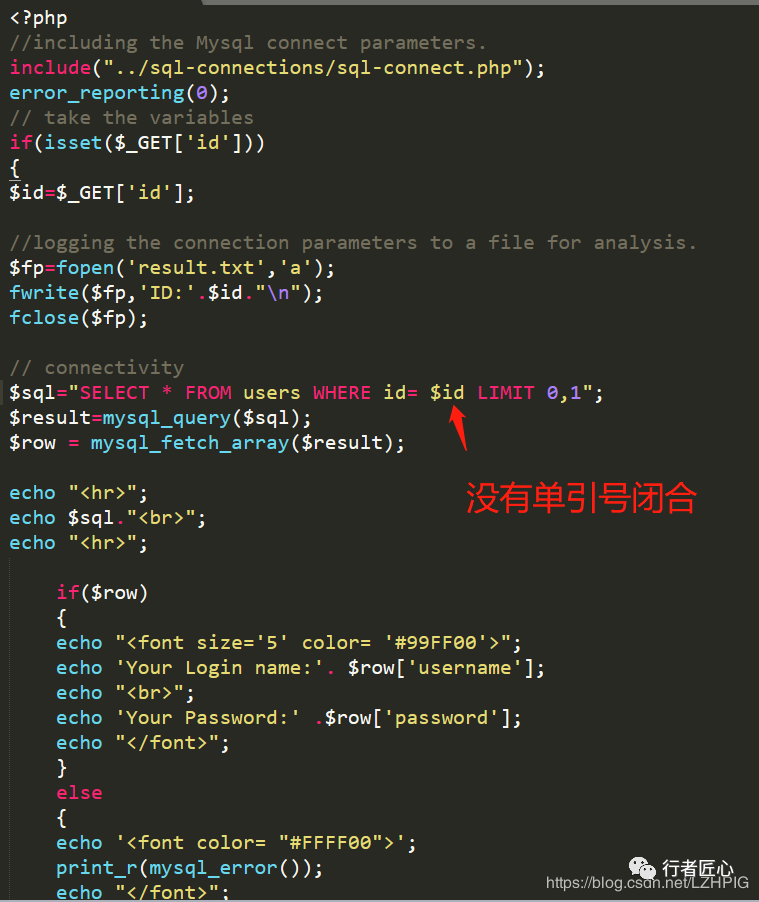 <?php
//including the Mysql connect parameters.
include("../sql-connections/sql-connect.php");
error_reporting(0);
// take the variables
if(isset($_GET['id']))
{
$id=$_GET['id'];
//logging the connection parameters to a file for analysis.
$fp=fopen('result.txt','a');
fwrite($fp,'ID:'.$id."\n");
fclose($fp);
// connectivity
$sql="SELECT * FROM users WHERE id= $id LIMIT 0,1";
$result=mysql_query($sql);
$row = mysql_fetch_array($result);
没有单引号闭合
echo "<hr>";
echo $sql."<br>";
echo "<hr>";
if($row)
{
echo "<font size='5' color= '#99FF00'>";
echo 'Your Login name:'. $row['username'];
echo "<br>";
echo 'Your Password:' .$row['password'];
echo "</font>";
}
else
{
echo '<font color= "#FFFF00">';
print_r(mysql_error());
echo "</font>";
行者匠心
https://blog.csdn.net/LZHPIG